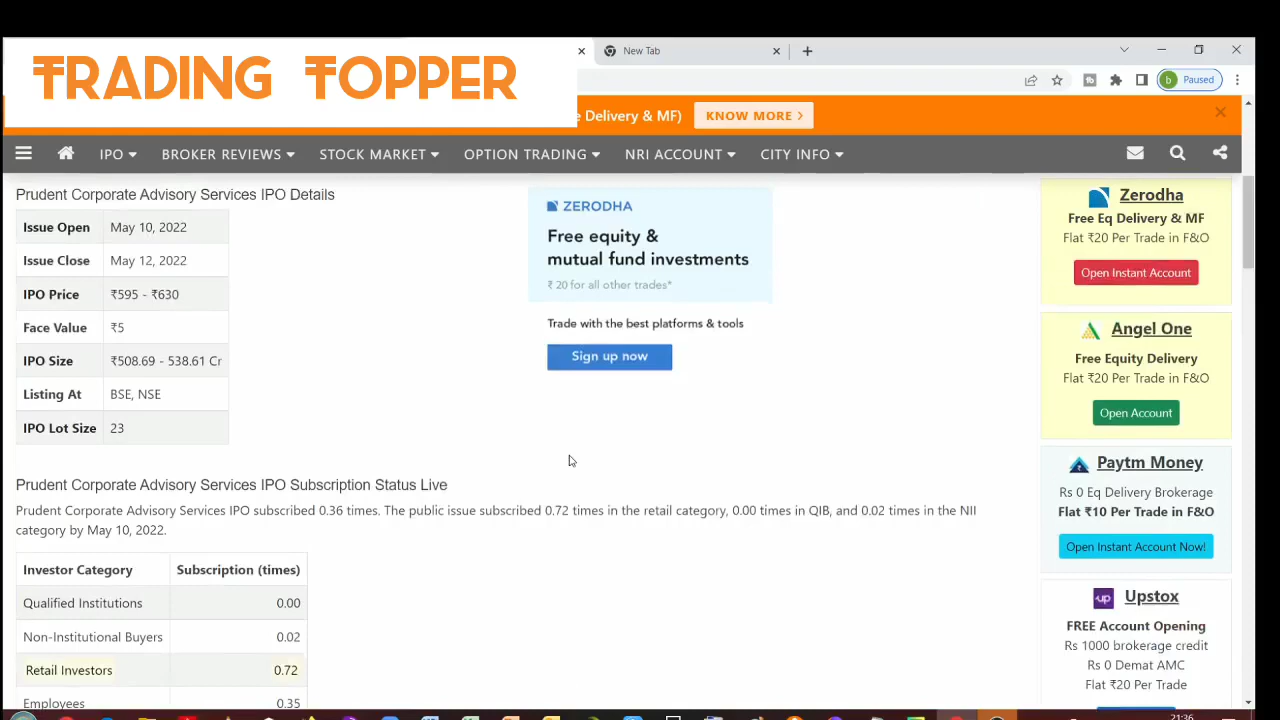 TRADING TOPPER
New Tab
b Paused
Delivery & MF) KNOW MORE >
IPO BROKER REVIEWS STOCK MARKET OPTION TRADING NRI ACCOUNT CITY INFO
Prudent Corporate Advisory Services IPO Details
Issue Open May 10, 2022
Issue Close May 12, 2022
IPO Price ₹595 - ₹630
Face Value ₹5
IPO Size ₹508.69 - 538.61 Cr
Listing At BSE, NSE
IPO Lot Size 23
ZERODHA
Free equity &
mutual fund investments
₹ 20 for all other trades*
Trade with the best platforms & tools
Sign up now
Prudent Corporate Advisory Services IPO Subscription Status Live
Prudent Corporate Advisory Services IPO subscribed 0.36 times. The public issue subscribed 0.72 times in the retail category, 0.00 times in QIB, and 0.02 times in the NII
category by May 10, 2022.
Investor Category Subscription (times)
Qualified Institutions 0.00
Non-Institutional Buyers 0.02
Retail Investors 0.72
Employees 0.35
Zerodha
Free Eq Delivery & MF
Flat ₹20 Per Trade in F&O
Open Instant Account
Angel One
Free Equity Delivery
Flat ₹20 Per Trade in F&O
Open Account
Paytm Money
Rs 0 Eq Delivery Brokerage
Flat ₹10 Per Trade in F&O
Open Instant Account Now!
up Upstox
FREE Account Opening
Rs 1000 brokerage credit
Rs 0 Demat AMC
Flat ₹20 Per Trade
21:36